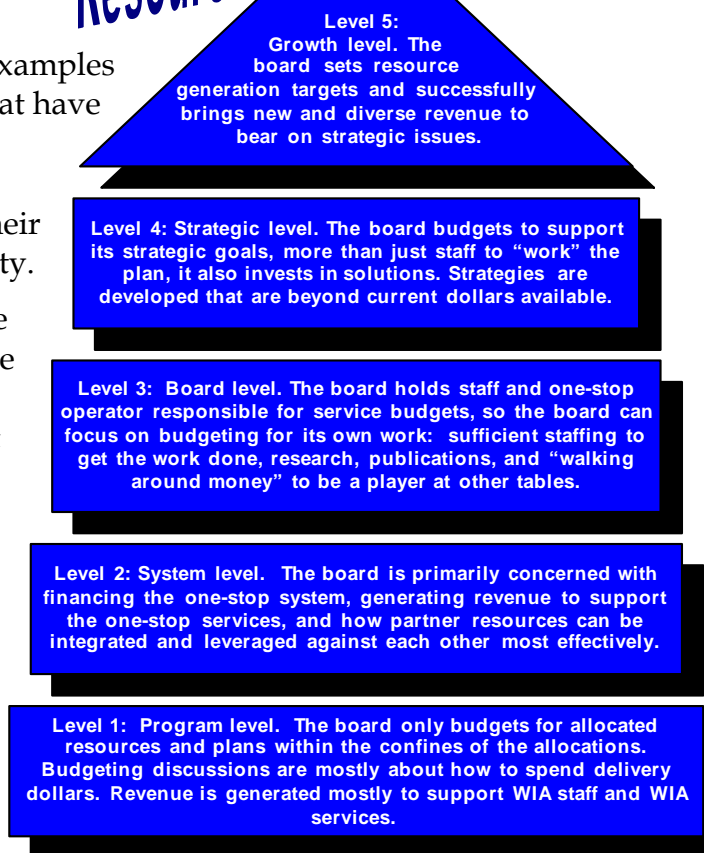 Level 5:
Growth level. The
board sets resource
generation targets and successfully
brings new and diverse revenue to
bear on strategic issues.
at have
ty.
Level 4: Strategic level. The board budgets to support
its strategic goals, more than just staff to “work” the
plan, it also invests in solutions. Strategies are
developed that are beyond current dollars available.
Level 3: Board level. The board holds staff and one-stop
operator responsible for service budgets, so the board can
focus on budgeting for its own work: sufficient staffing to
get the work done, research, publications, and “walking
around money” to be a player at other tables.
Level 2: System level. The board is primarily concerned with
financing the one-stop system, generating revenue to support
the one-stop services, and how partner resources can be
integrated and leveraged against each other most effectively.
Level 1: Program level. The board only budgets for allocated
resources and plans within the confines of the allocations.
Budgeting discussions are mostly about how to spend delivery
dollars. Revenue is generated mostly to support WIA staff and WIA
services.